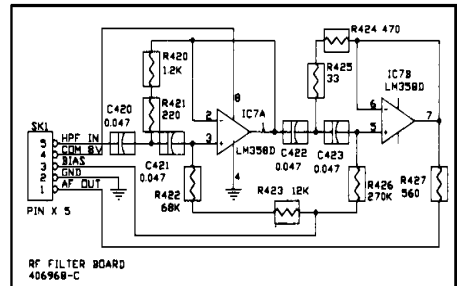 R424 470
R420
1.2K
R425
33
IC7B
LM358D
R421
220
8
IC7A
6
7
5
C420
0.047
2
3
1
LM358D
SK1
HPF IN
5
COM 8V
4
BIAS
3
GND
2
AF OUT
1
C421
0.047
4
C422
0.047
C423
0.047
R422
68K
R423 12K
R426
270K
R427
560
PIN X 5
RF FILTER BOARD
406968-C